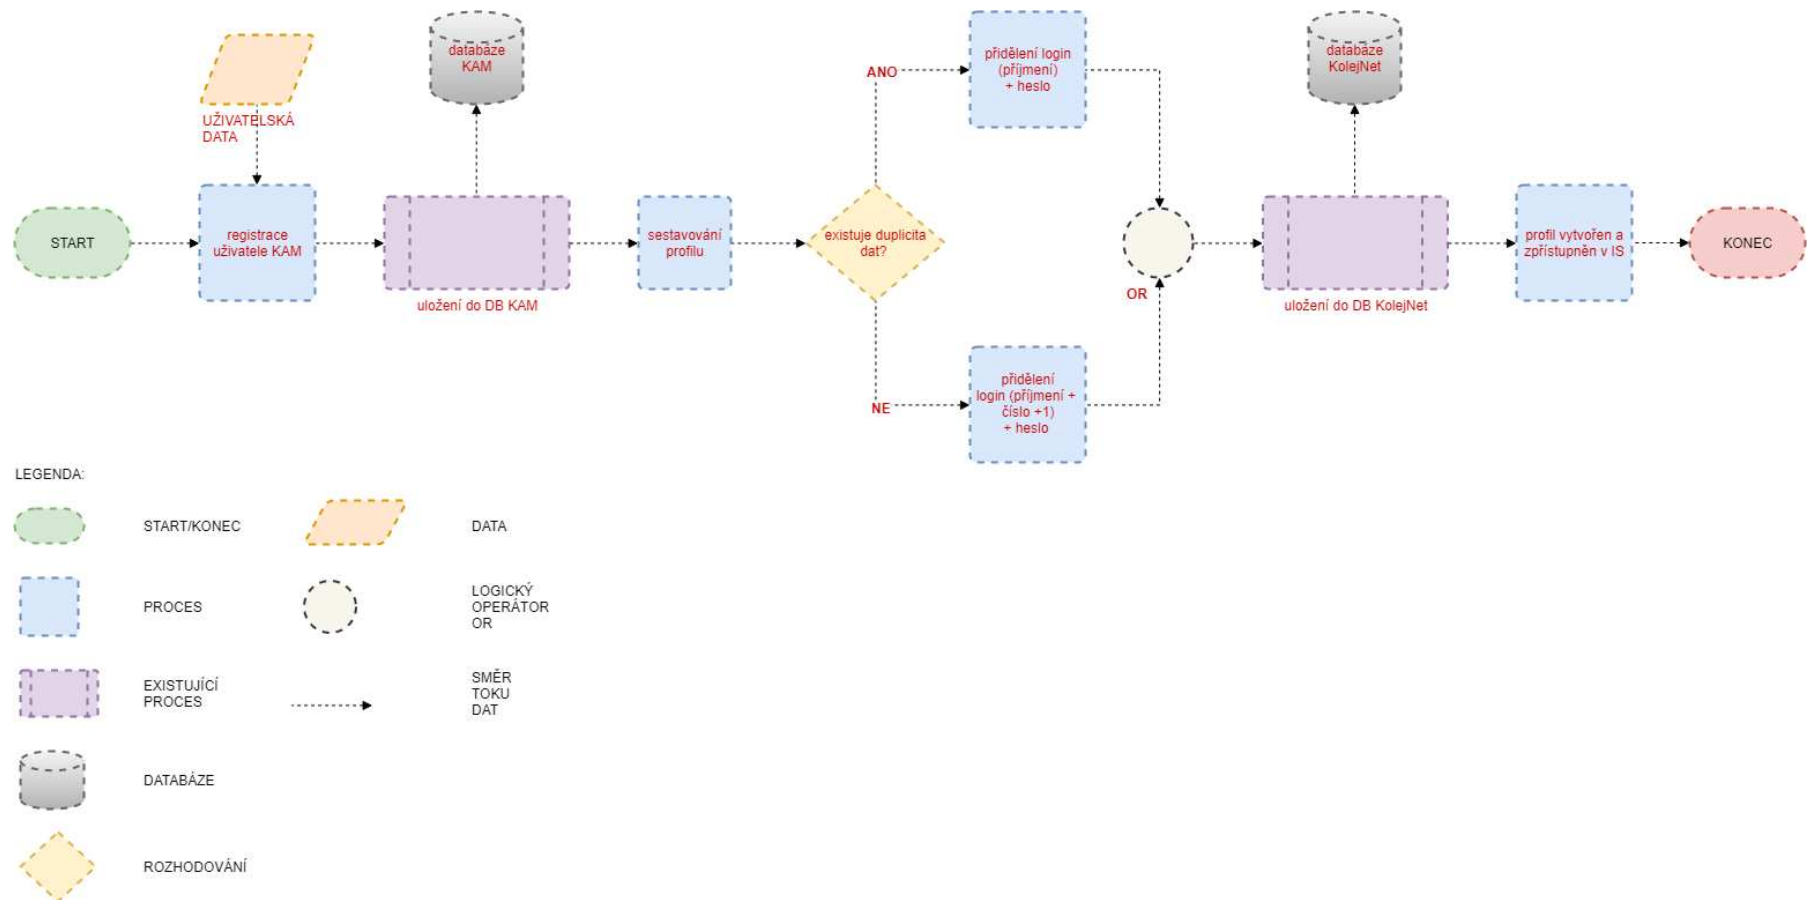 databáze
KAM
přidělení login
(příjmení)
+ heslo
databáze
KolejNet
ANO
UŽIVATELSKÁ
DATA
START
registrace
uživatele KAM
sestavování
profilu
existuje duplicita
dat?
profil vytvořen a
zpřístupněn v IS
KONEC
uložení do DB KAM
OR
uložení do DB KolejNet
NE
přidělení
login (příjmení +
číslo +1)
+ heslo
LEGENDA:
START/KONEC
DATA
PROCES
LOGICKÝ
OPERÁTOR
OR
EXISTUJÍCÍ
PROCES
SMĚR
TOKU
DAT
DATABÁZE
ROZHODOVÁNÍ